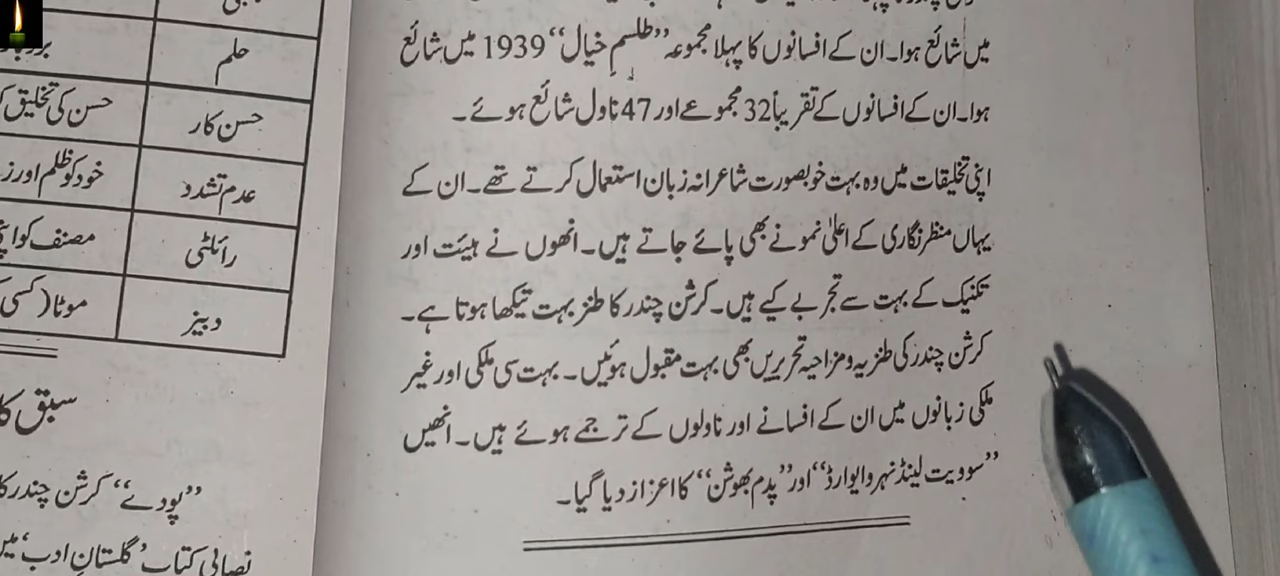 میں شائع ہوا۔ ان کے افسانوں کا پہلا مجموعہ ”طلسمِ خیال“ 1939 میں شائع
ہوا۔ ان کے افسانوں کے تقریباً 32 مجموعے اور 47 ناول شائع ہوئے۔
اپنی تخلیقات میں وہ بہت خوبصورت شاعرانہ زبان استعمال کرتے تھے۔ ان کے
یہاں منظر نگاری کے اعلیٰ نمونے بھی پائے جاتے ہیں۔ انھوں نے ہیئت اور
تکنیک کے بہت سے تجربے کیے ہیں۔ کرشن چندر کا طنز بہت تیکھا ہوتا ہے۔
کرشن چندر کی طنزیہ و مزاحیہ تحریریں بھی بہت مقبول ہوئیں۔ بہت سی ملکی اور غیر
ملکی زبانوں میں ان کے افسانے اور ناولوں کے ترجمے ہوئے ہیں۔ انھیں
”سوویت لینڈ نہرو ایوارڈ“ اور ”پدم بھوشن“ کا اعزاز دیا گیا۔
حلم
حسن کار حسن کی تخلیق
عدم تشدد خود کو ظلم اور
رائلٹی مصنف کو
دبیز موٹا (کسی
سبق کا
”پودے“ کرشن چندر کا
نصابی کتاب ’گلستانِ ادب‘ میں